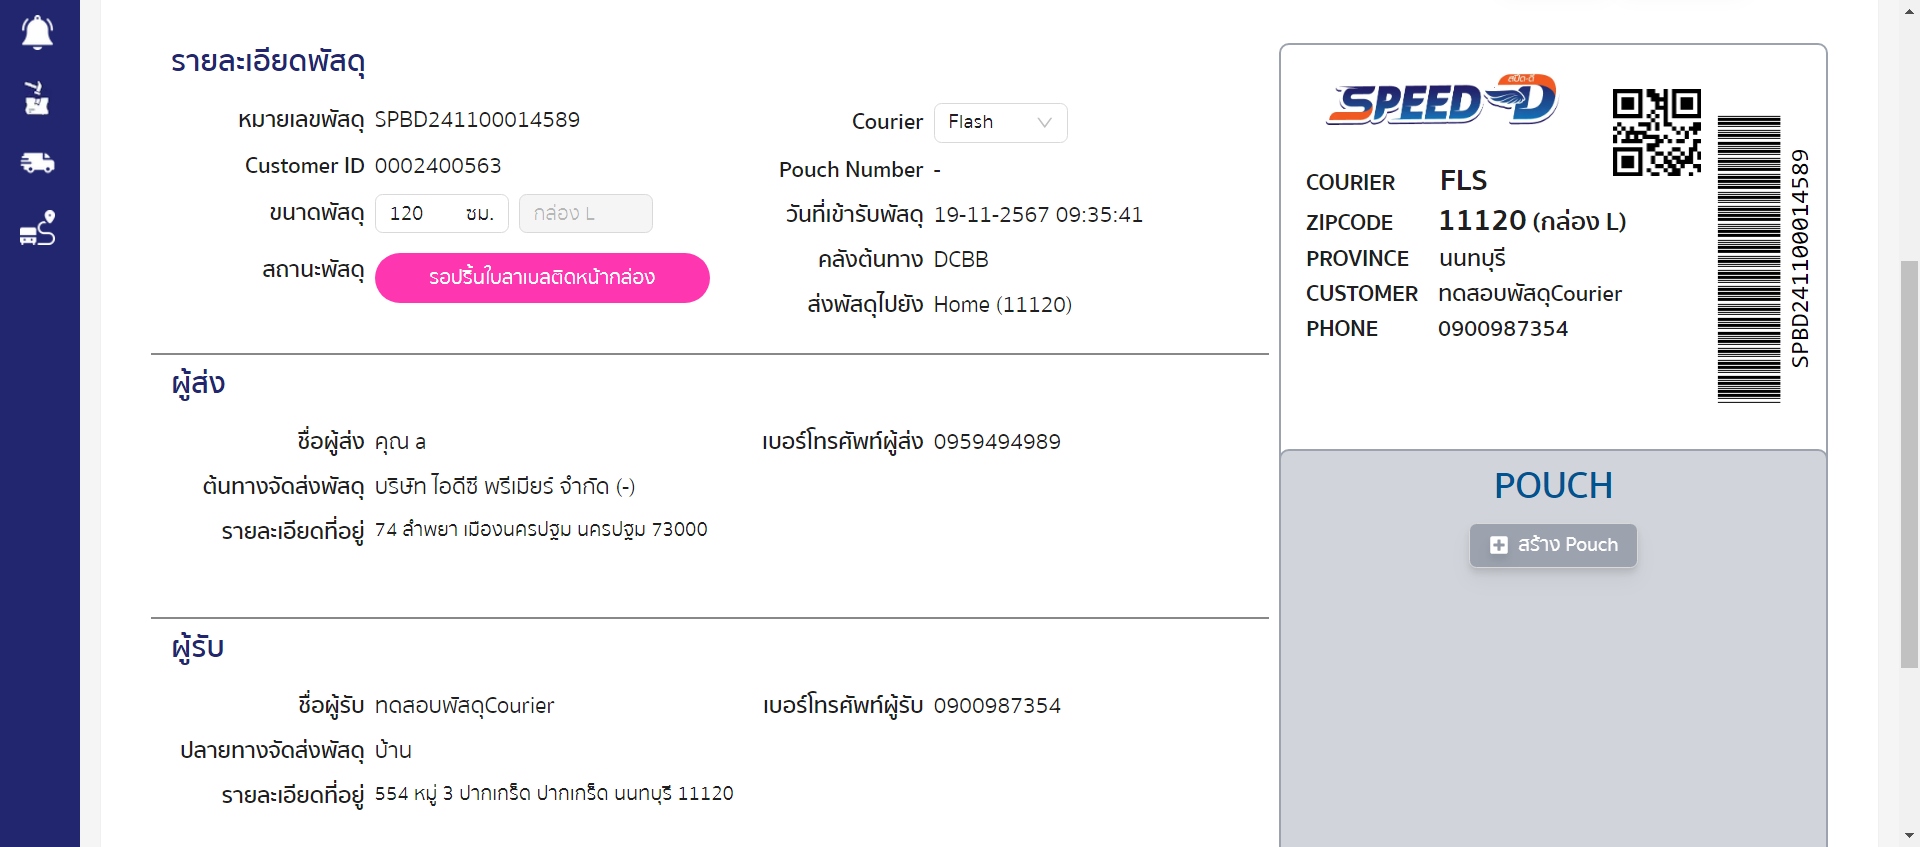 รายละเอียดพัสดุ
หมายเลขพัสดุ SPBD241100014589
Customer ID 0002400563
ขนาดพัสดุ 120 ซม. กล่อง L
สถานะพัสดุ รอปริ้นใบลาเบลติดหน้ากล่อง
Courier Flash
Pouch Number -
วันที่เข้ารับพัสดุ 19-11-2567 09:35:41
คลังต้นทาง DCBB
ส่งพัสดุไปยัง Home (11120)
ผู้ส่ง
ชื่อผู้ส่ง คุณ a
เบอร์โทรศัพท์ผู้ส่ง 0959494989
ต้นทางจัดส่งพัสดุ บริษัท ไอดีซี พรีเมียร์ จำกัด (-)
รายละเอียดที่อยู่ 74 ลำพยา เมืองนครปฐม นครปฐม 73000
ผู้รับ
ชื่อผู้รับ ทดสอบพัสดุCourier
เบอร์โทรศัพท์ผู้รับ 0900987354
ปลายทางจัดส่งพัสดุ บ้าน
รายละเอียดที่อยู่ 554 หมู่ 3 ปากเกร็ด ปากเกร็ด นนทบุรี 11120
สปีด-ดี
SPEED-D
COURIER FLS
ZIPCODE 11120 (กล่อง L)
PROVINCE นนทบุรี
CUSTOMER ทดสอบพัสดุCourier
PHONE 0900987354
SPBD241100014589
POUCH
สร้าง Pouch